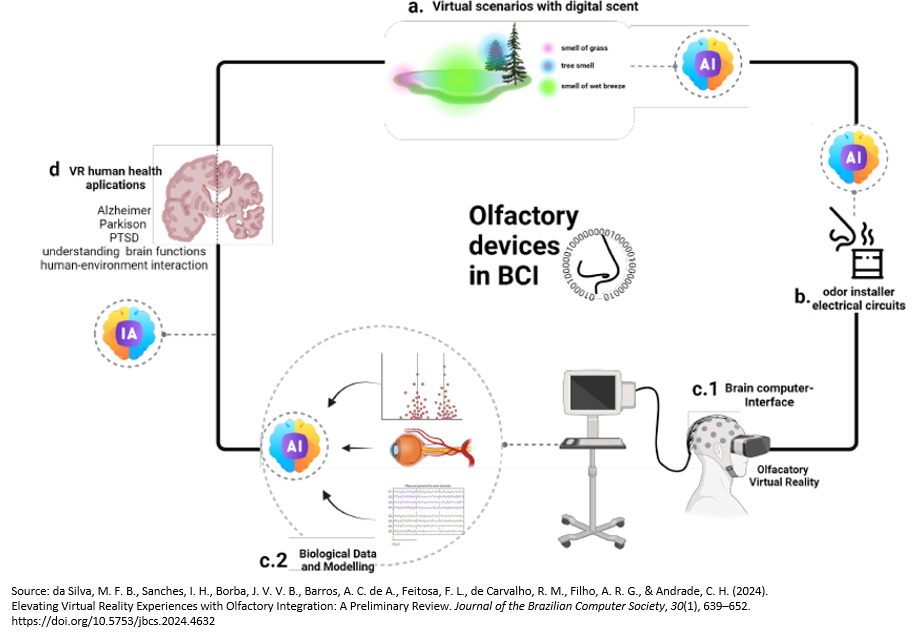 a. Virtual scenarios with digital scent
smell of grass
tree smell
smell of wet breeze
AI
AI
d VR human health
aplications
Alzheimer
Parkison
PTSD
understanding brain functions
human-environment interaction
Olfactory
devices
in BCI
b. odor installer
electrical circuits
IA
c.1 Brain computer-
Interface
Olfacatory
Virtual Reality
AI
c.2 Biological Data
and Modelling
Source: da Silva, M. F. B., Sanches, I. H., Borba, J. V. V. B., Barros, A. C. de A., Feitosa, F. L., de Carvalho, R. M., Filho, A. R. G., & Andrade, C. H. (2024).
Elevating Virtual Reality Experiences with Olfactory Integration: A Preliminary Review. Journal of the Brazilian Computer Society, 30(1), 639–652.
https://doi.org/10.5753/jbcs.2024.4632